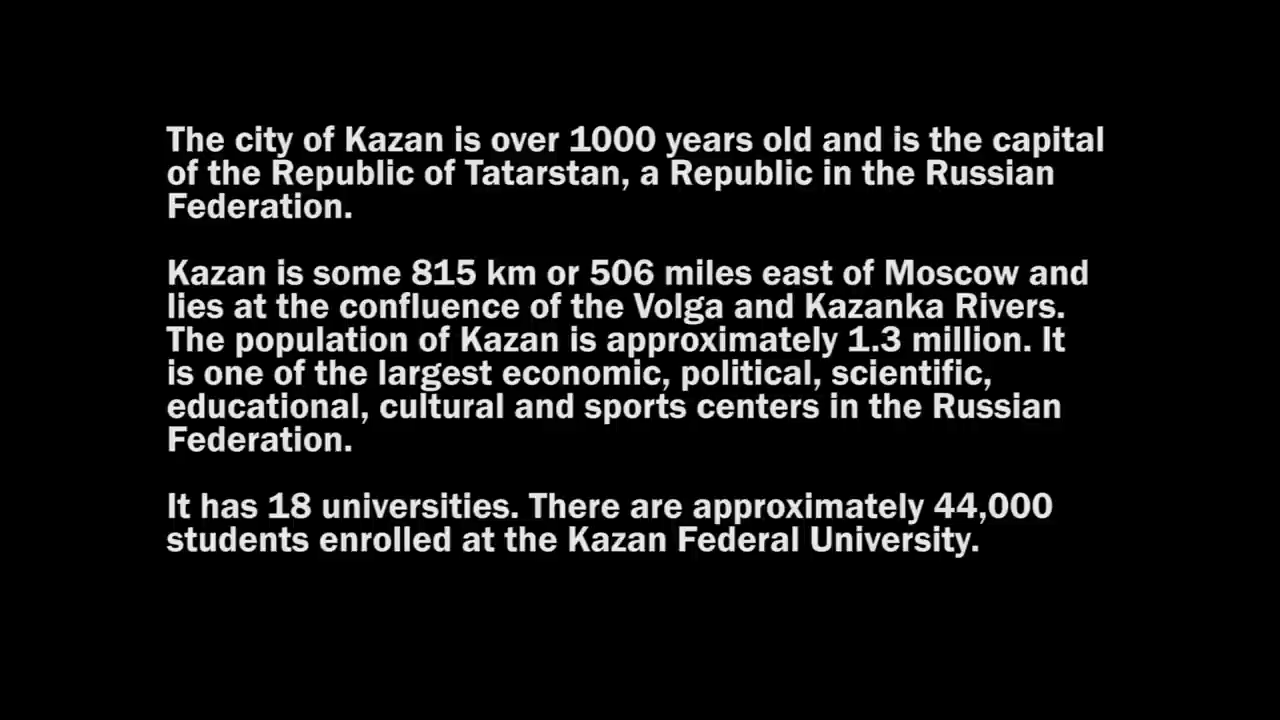 The city of Kazan is over 1000 years old and is the capital
of the Republic of Tatarstan, a Republic in the Russian
Federation.
Kazan is some 815 km or 506 miles east of Moscow and
lies at the confluence of the Volga and Kazanka Rivers.
The population of Kazan is approximately 1.3 million. It
is one of the largest economic, political, scientific,
educational, cultural and sports centers in the Russian
Federation.
It has 18 universities. There are approximately 44,000
students enrolled at the Kazan Federal University.